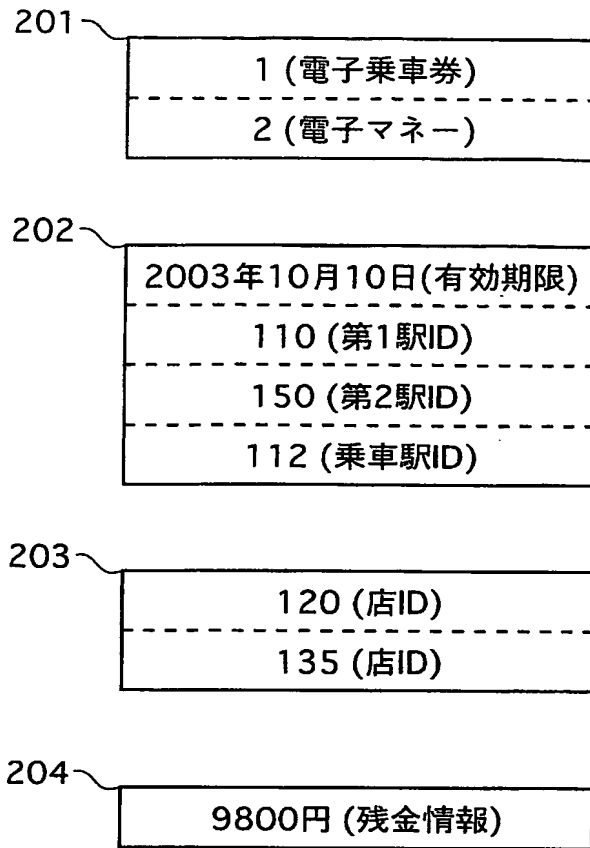 201
1 (電子乗車券)
2 (電子マネー)
202
2003年10月10日(有効期限)
110 (第1駅ID)
150 (第2駅ID)
112 (乗車駅ID)
203
120 (店ID)
135 (店ID)
204
9800円 (残金情報)